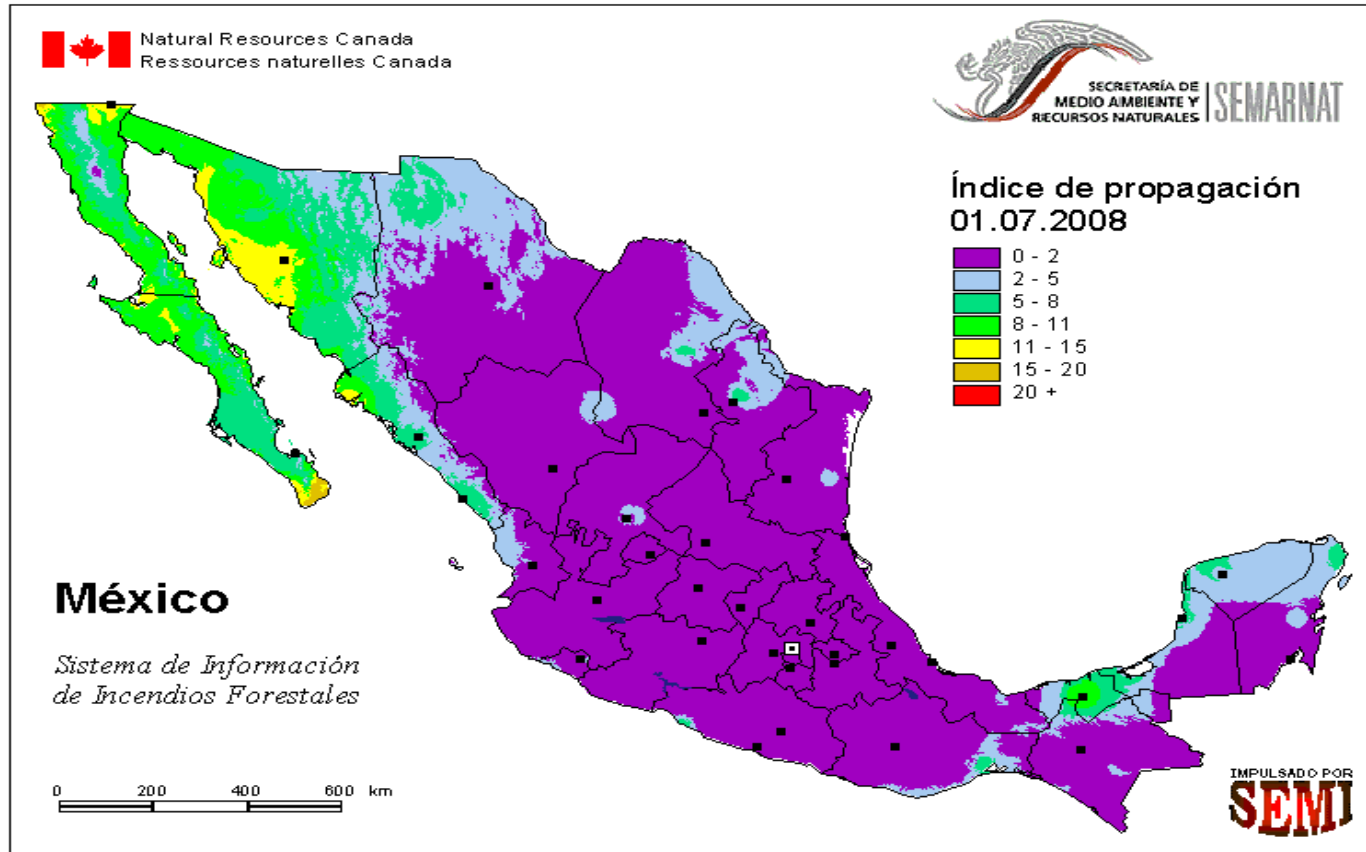 Natural Resources Canada
Ressources naturelles Canada
SECRETARÍA DE
MEDIO AMBIENTE Y
RECURSOS NATURALES
SEMARNAT
Índice de propagación
01.07.2008
0 - 2
2 - 5
5 - 8
8 - 11
11 - 15
15 - 20
20 +
México
Sistema de Información
de Incendios Forestales
0 200 400 600 km
IMPULSADO POR
SEMI